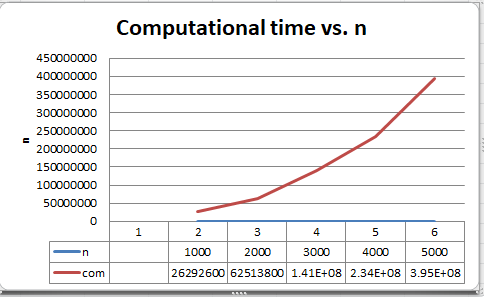 Computational time vs. n
450000000
400000000
350000000
300000000
250000000
200000000
150000000
100000000
50000000
0
n
1 2 3 4 5 6
n 1000 2000 3000 4000 5000
com 26292600 62513800 1.41E+08 2.34E+08 3.95E+08